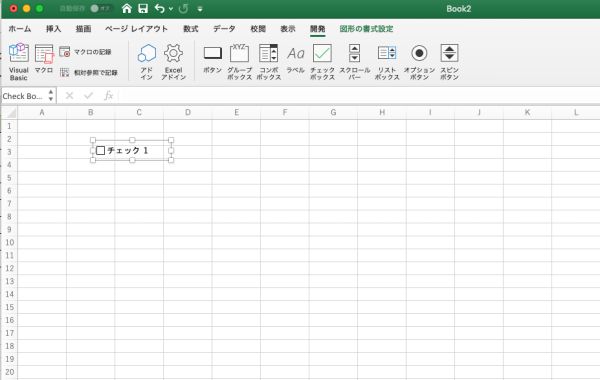 自動保存 オフ Book2
ホーム 挿入 描画 ページ レイアウト 数式 データ 校閲 表示 開発 図形の書式設定
Visual Basic マクロ マクロの記録 相対参照で記録 アドイン Excel アドイン ボタン グループ ボックス コンボ ボックス ラベル チェック ボックス スクロール バー リスト ボックス オプション ボタン スピン ボタン
XYZ Aa
Check Bo... fx
A B C D E F G H I J K L
1
2
3 チェック 1
4
5
6
7
8
9
10
11
12
13
14
15
16
17
18
19
20